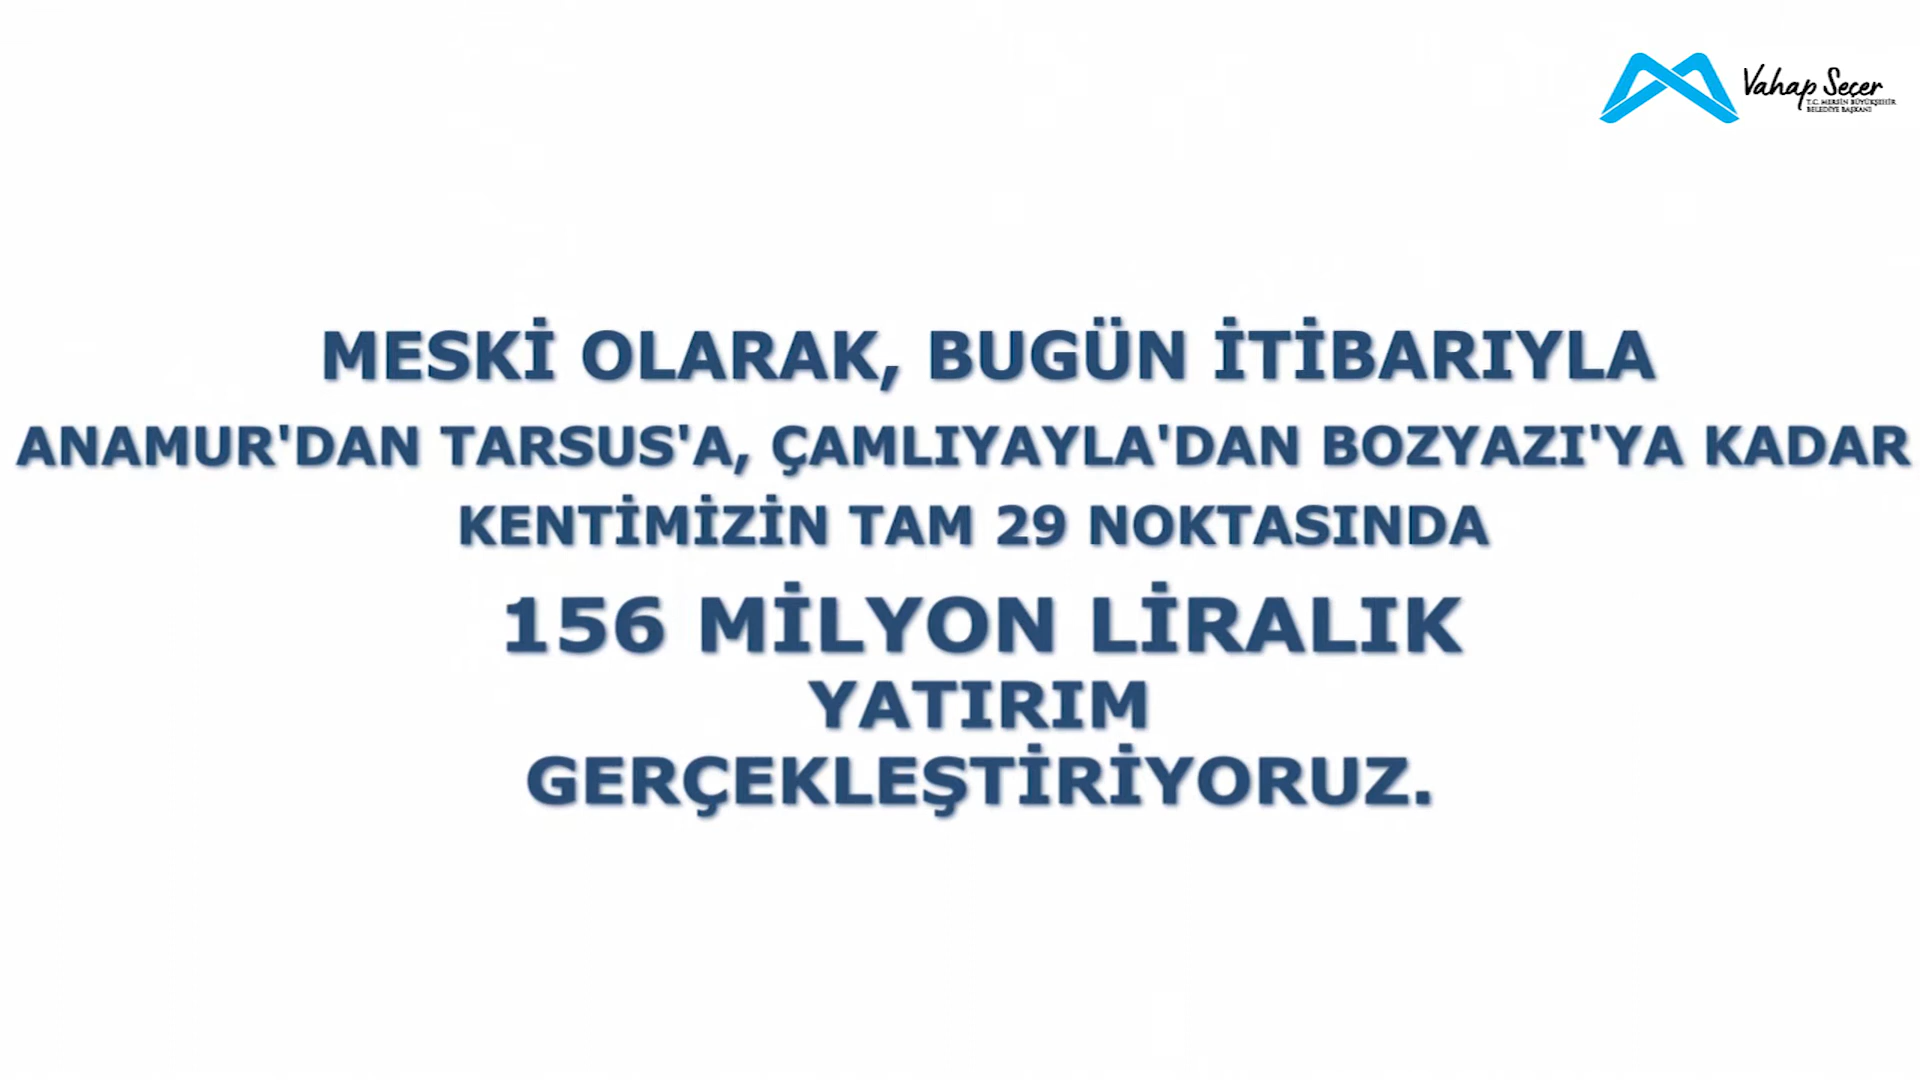 Vahap Seçer
T.C. MERSİN BÜYÜKŞEHİR
BELEDİYE BAŞKANI
MESKİ OLARAK, BUGÜN İTİBARIYLA
ANAMUR'DAN TARSUS'A, ÇAMLIYAYLA'DAN BOZYAZI'YA KADAR
KENTİMİZİN TAM 29 NOKTASINDA
156 MİLYON LİRALIK
YATIRIM
GERÇEKLEŞTİRİYORUZ.